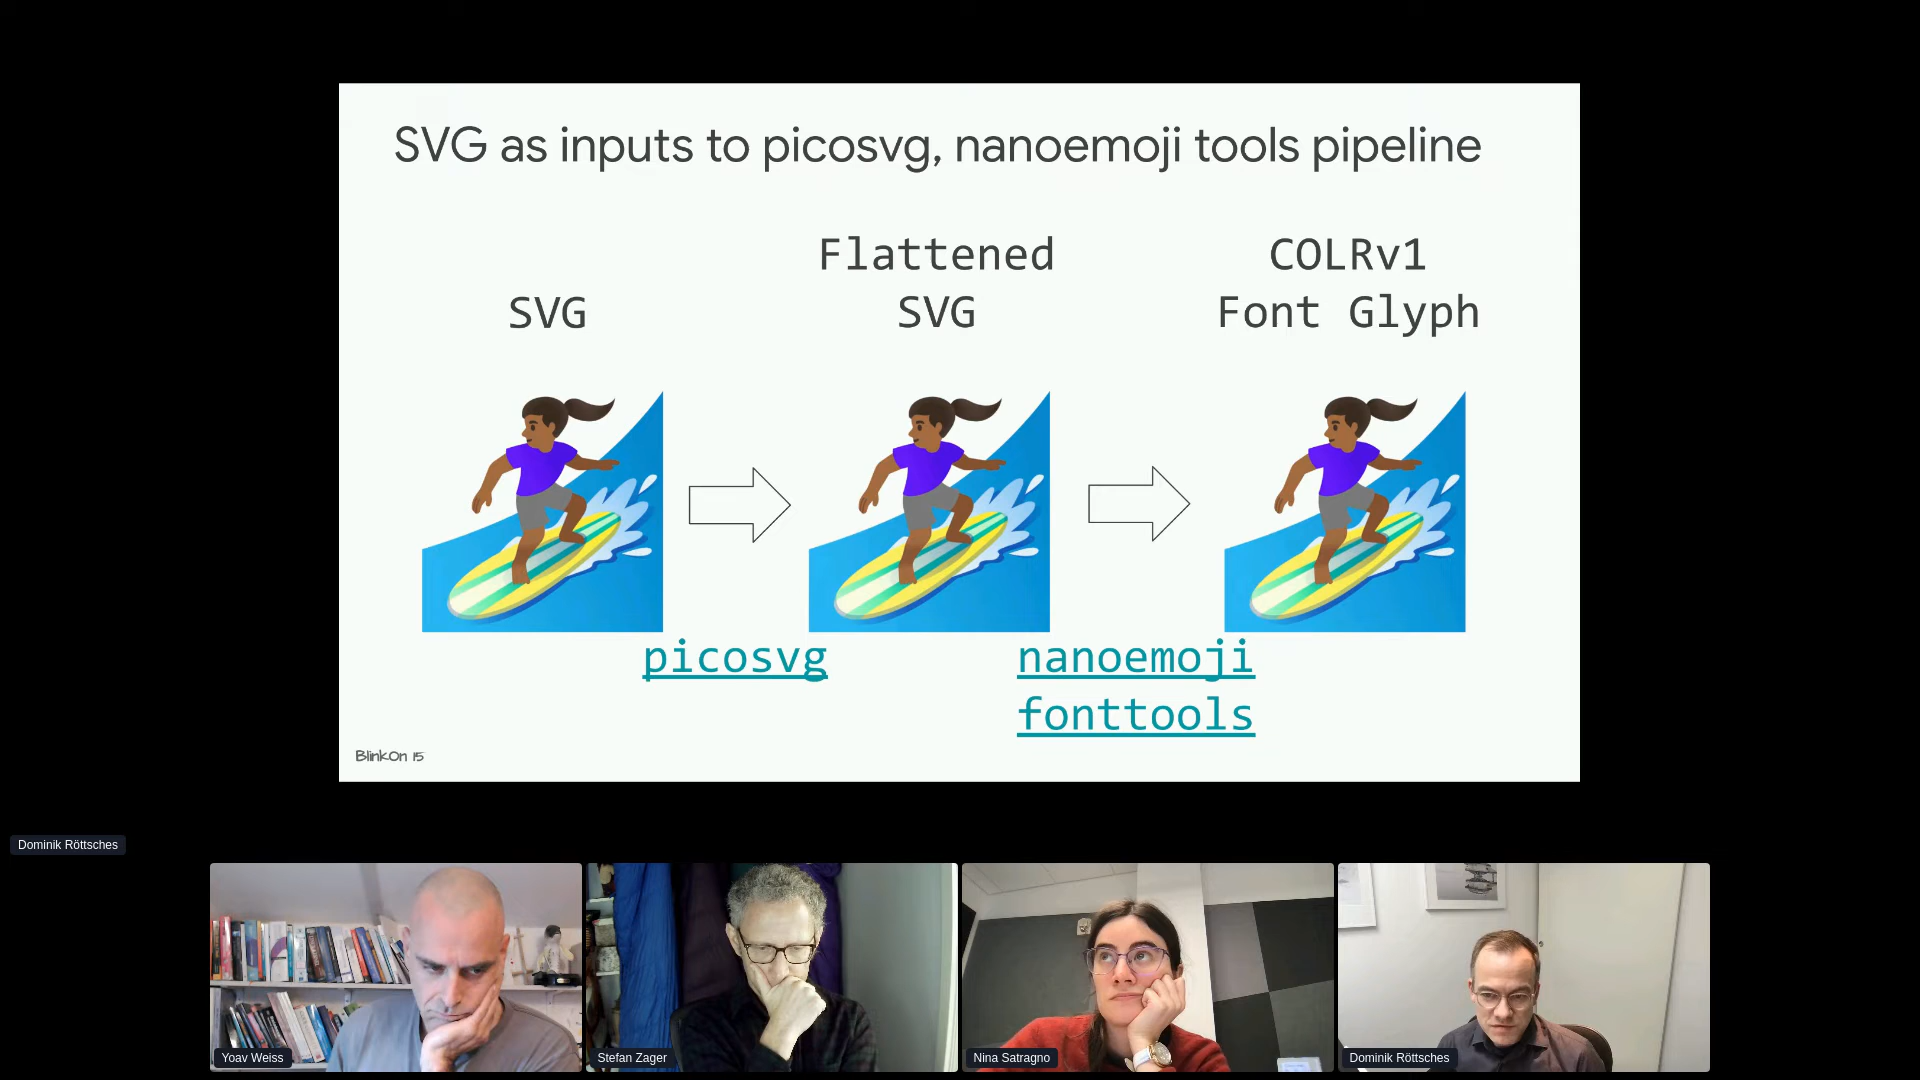 SVG as inputs to picosvg, nanoemoji tools pipeline
SVG
Flattened
SVG
COLRv1
Font Glyph
picosvg
nanoemoji
fonttools
BlinkOn 15
Dominik Röttsches
Yoav Weiss
Stefan Zager
Nina Satragno
Dominik Röttsches